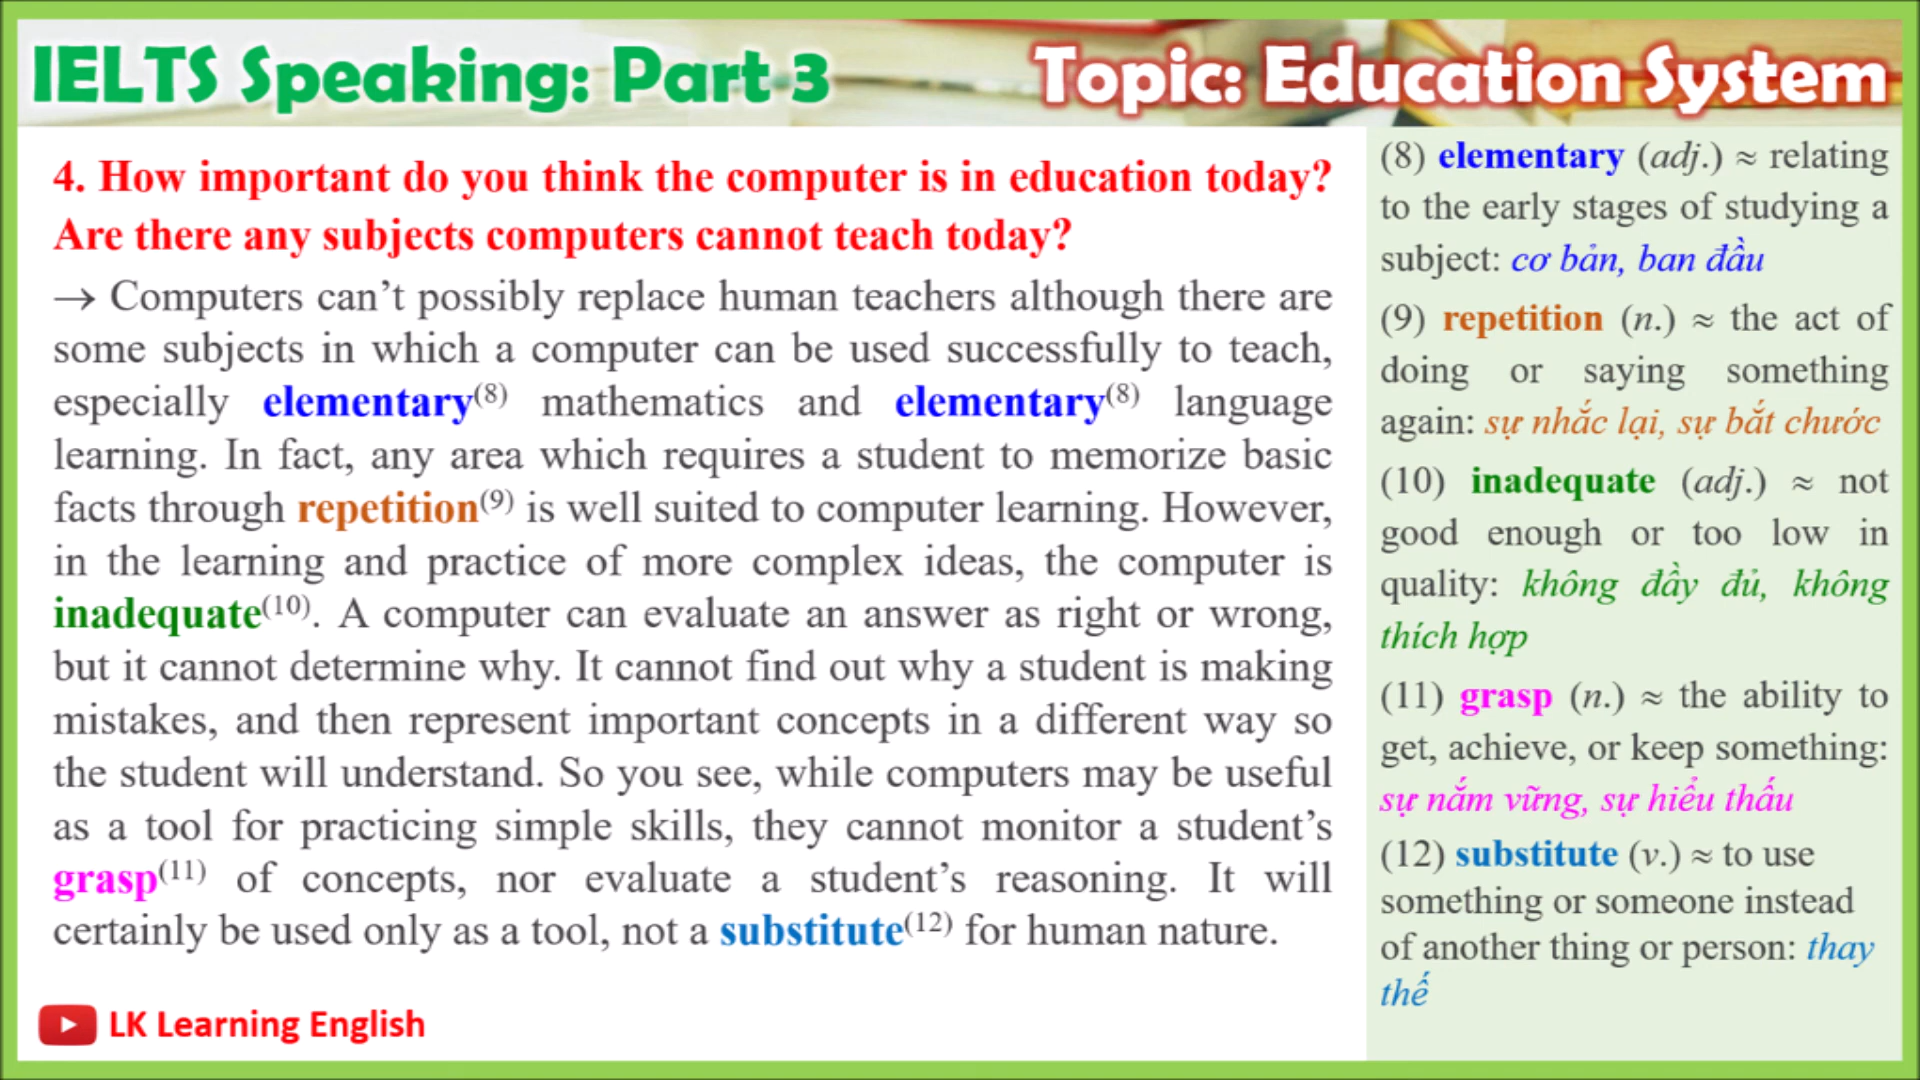 IELTS Speaking: Part 3
Topic: Education System
4. How important do you think the computer is in education today?
Are there any subjects computers cannot teach today?
→ Computers can’t possibly replace human teachers although there are
some subjects in which a computer can be used successfully to teach,
especially elementary(8) mathematics and elementary(8) language
learning. In fact, any area which requires a student to memorize basic
facts through repetition(9) is well suited to computer learning. However,
in the learning and practice of more complex ideas, the computer is
inadequate(10). A computer can evaluate an answer as right or wrong,
but it cannot determine why. It cannot find out why a student is making
mistakes, and then represent important concepts in a different way so
the student will understand. So you see, while computers may be useful
as a tool for practicing simple skills, they cannot monitor a student’s
grasp(11) of concepts, nor evaluate a student’s reasoning. It will
certainly be used only as a tool, not a substitute(12) for human nature.
LK Learning English
(8) elementary (adj.) ≈ relating
to the early stages of studying a
subject: cơ bản, ban đầu
(9) repetition (n.) ≈ the act of
doing or saying something
again: sự nhắc lại, sự bắt chước
(10) inadequate (adj.) ≈ not
good enough or too low in
quality: không đầy đủ, không
thích hợp
(11) grasp (n.) ≈ the ability to
get, achieve, or keep something:
sự nắm vững, sự hiểu thấu
(12) substitute (v.) ≈ to use
something or someone instead
of another thing or person: thay
thế